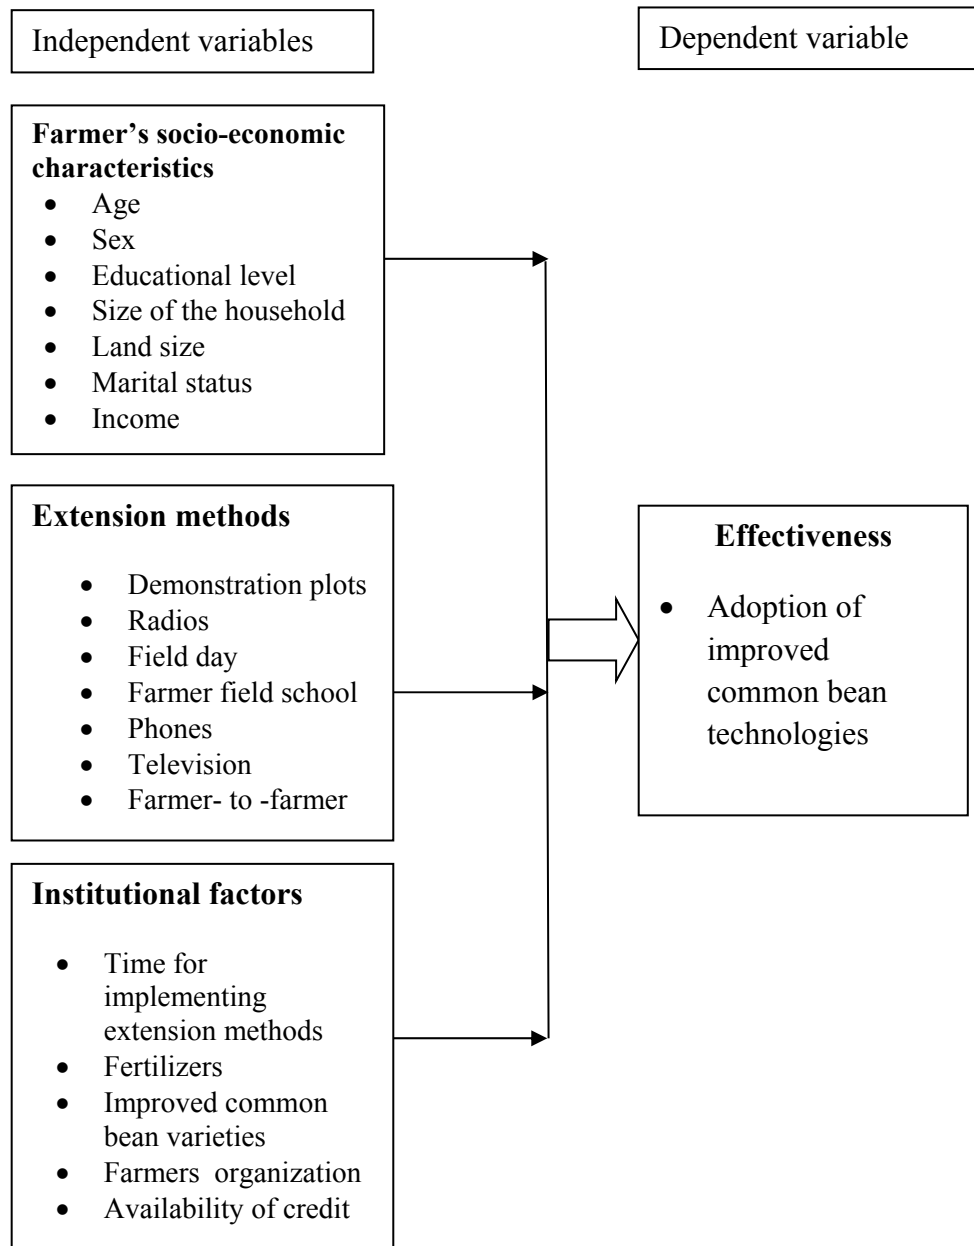 Independent variables
Dependent variable
Farmer’s socio-economic
characteristics
• Age
• Sex
• Educational level
• Size of the household
• Land size
• Marital status
• Income
Extension methods
• Demonstration plots
• Radios
• Field day
• Farmer field school
• Phones
• Television
• Farmer- to -farmer
Effectiveness
• Adoption of
improved
common bean
technologies
Institutional factors
• Time for
implementing
extension methods
• Fertilizers
• Improved common
bean varieties
• Farmers  organization
• Availability of credit